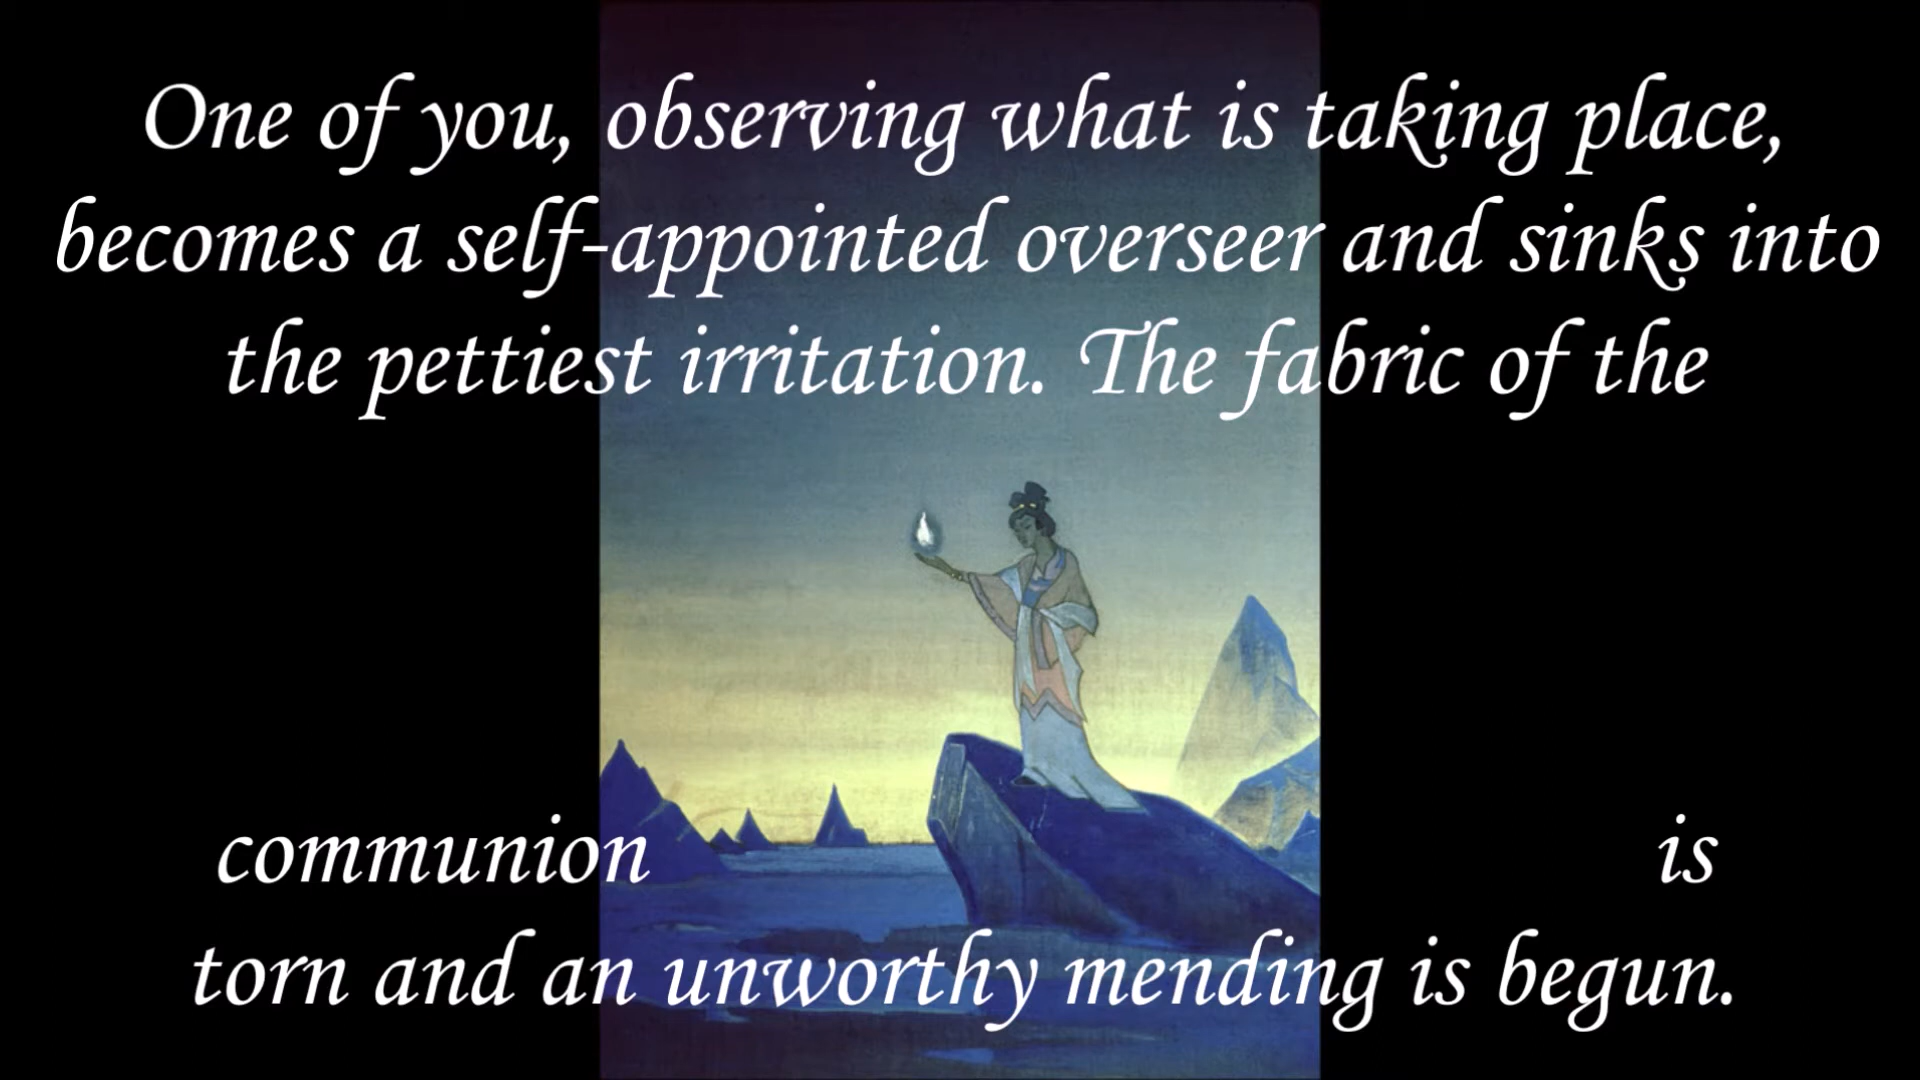 One of you, observing what is taking place,
becomes a self-appointed overseer and sinks into
the pettiest irritation. The fabric of the
communion is
torn and an unworthy mending is begun.